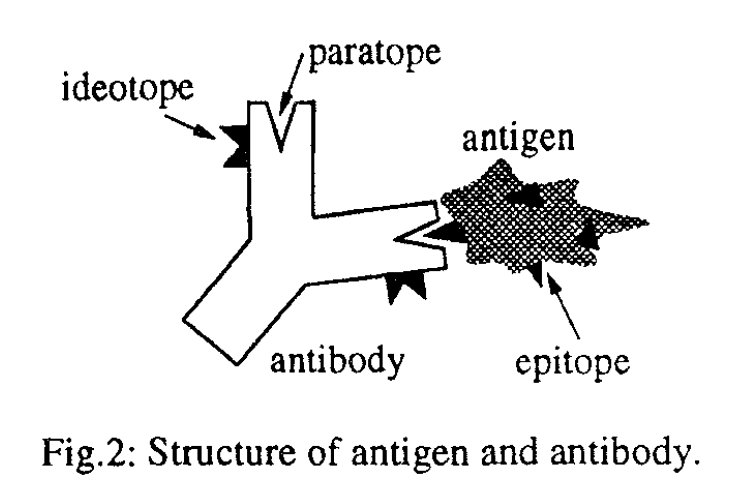 paratope
ideotope
antigen
antibody
epitope
Fig.2: Structure of antigen and antibody.